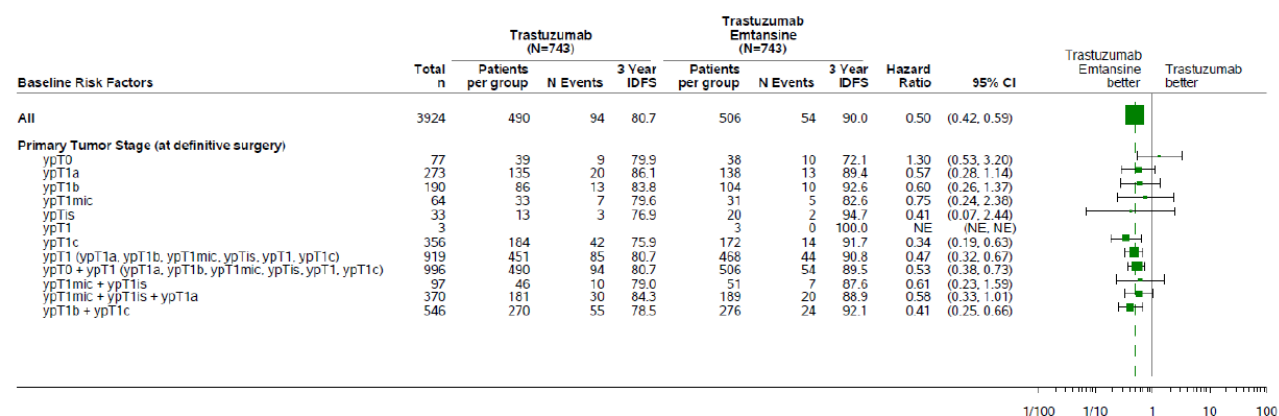 Trastuzumab (N=743) Trastuzumab Emtansine (N=743)
Baseline Risk Factors Total n Patients per group N Events 3 Year IDFS Patients per group N Events 3 Year IDFS Hazard Ratio 95% CI Trastuzumab Emtansine better Trastuzumab better
All 3924 490 94 80.7 506 54 90.0 0.50 (0.42, 0.59)
Primary Tumor Stage (at definitive surgery)
ypT0 77 39 9 79.9 38 10 72.1 1.30 (0.53, 3.20)
ypT1a 273 135 20 86.1 138 13 89.4 0.57 (0.28, 1.14)
ypT1b 190 86 13 83.8 104 10 92.6 0.60 (0.26, 1.37)
ypT1mic 64 33 7 79.6 31 5 82.6 0.75 (0.24, 2.38)
ypTis 33 13 3 76.9 20 2 94.7 0.41 (0.07, 2.44)
ypT1 3 3 0 100.0 NE (NE, NE)
ypT1c 356 184 42 75.9 172 14 91.7 0.34 (0.19, 0.63)
ypT1 (ypT1a, ypT1b, ypT1mic, ypTis, ypT1, ypT1c) 919 451 85 80.7 468 44 90.8 0.47 (0.32, 0.67)
ypT0 + ypT1 (ypT1a, ypT1b, ypT1mic, ypTis, ypT1, ypT1c) 996 490 94 80.7 506 54 89.5 0.53 (0.38, 0.73)
ypT1mic + ypT1is 97 46 10 79.0 51 7 87.6 0.61 (0.23, 1.59)
ypT1mic + ypT1is + ypT1a 370 181 30 84.3 189 20 88.9 0.58 (0.33, 1.01)
ypT1b + ypT1c 546 270 55 78.5 276 24 92.1 0.41 (0.25, 0.66)
1/100 1/10 1 10 100